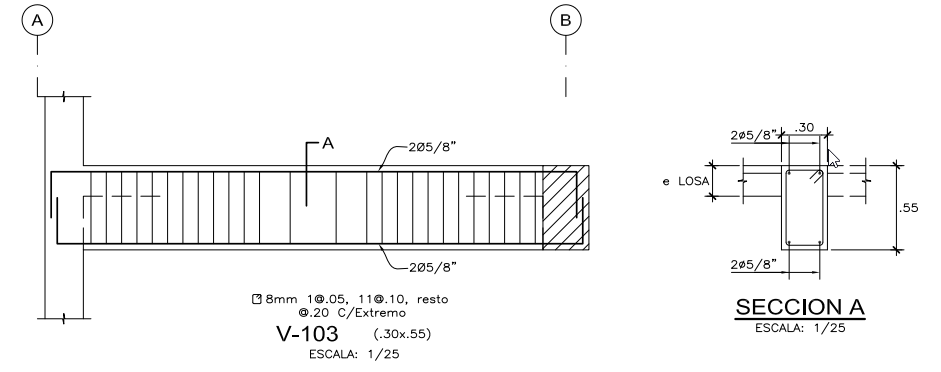 A
B
A
2Ø5/8"
2Ø5/8"
8mm 1@.05, 11@.10, resto
@.20 C/Extremo
V-103 (.30x.55)
ESCALA: 1/25
.30
2Ø5/8"
e LOSA
.55
2Ø5/8"
SECCION A
ESCALA: 1/25